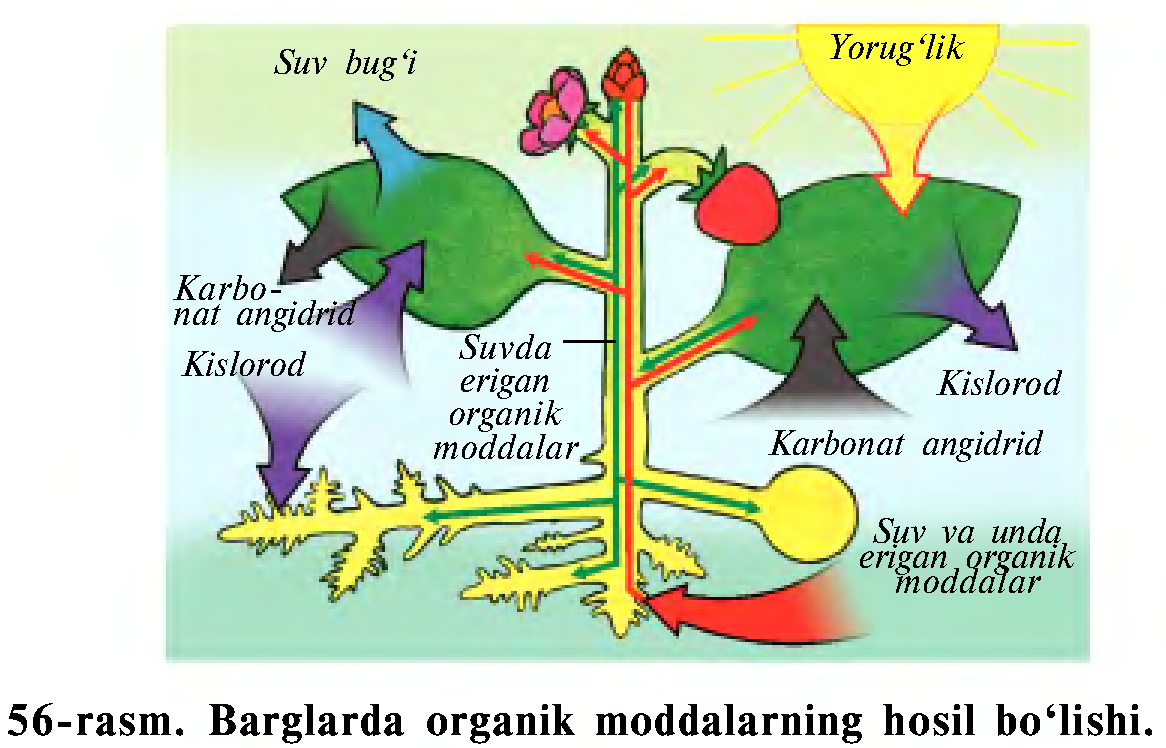 Suv bug‘i
Yorug‘lik
Karbo-
nat angidrid
Kislorod
Suvda
erigan
organik
moddalar
Kislorod
Karbonat angidrid
Suv va unda
erigan organik
moddalar
56-rasm. Barglarda organik moddalarning hosil bo‘lishi.